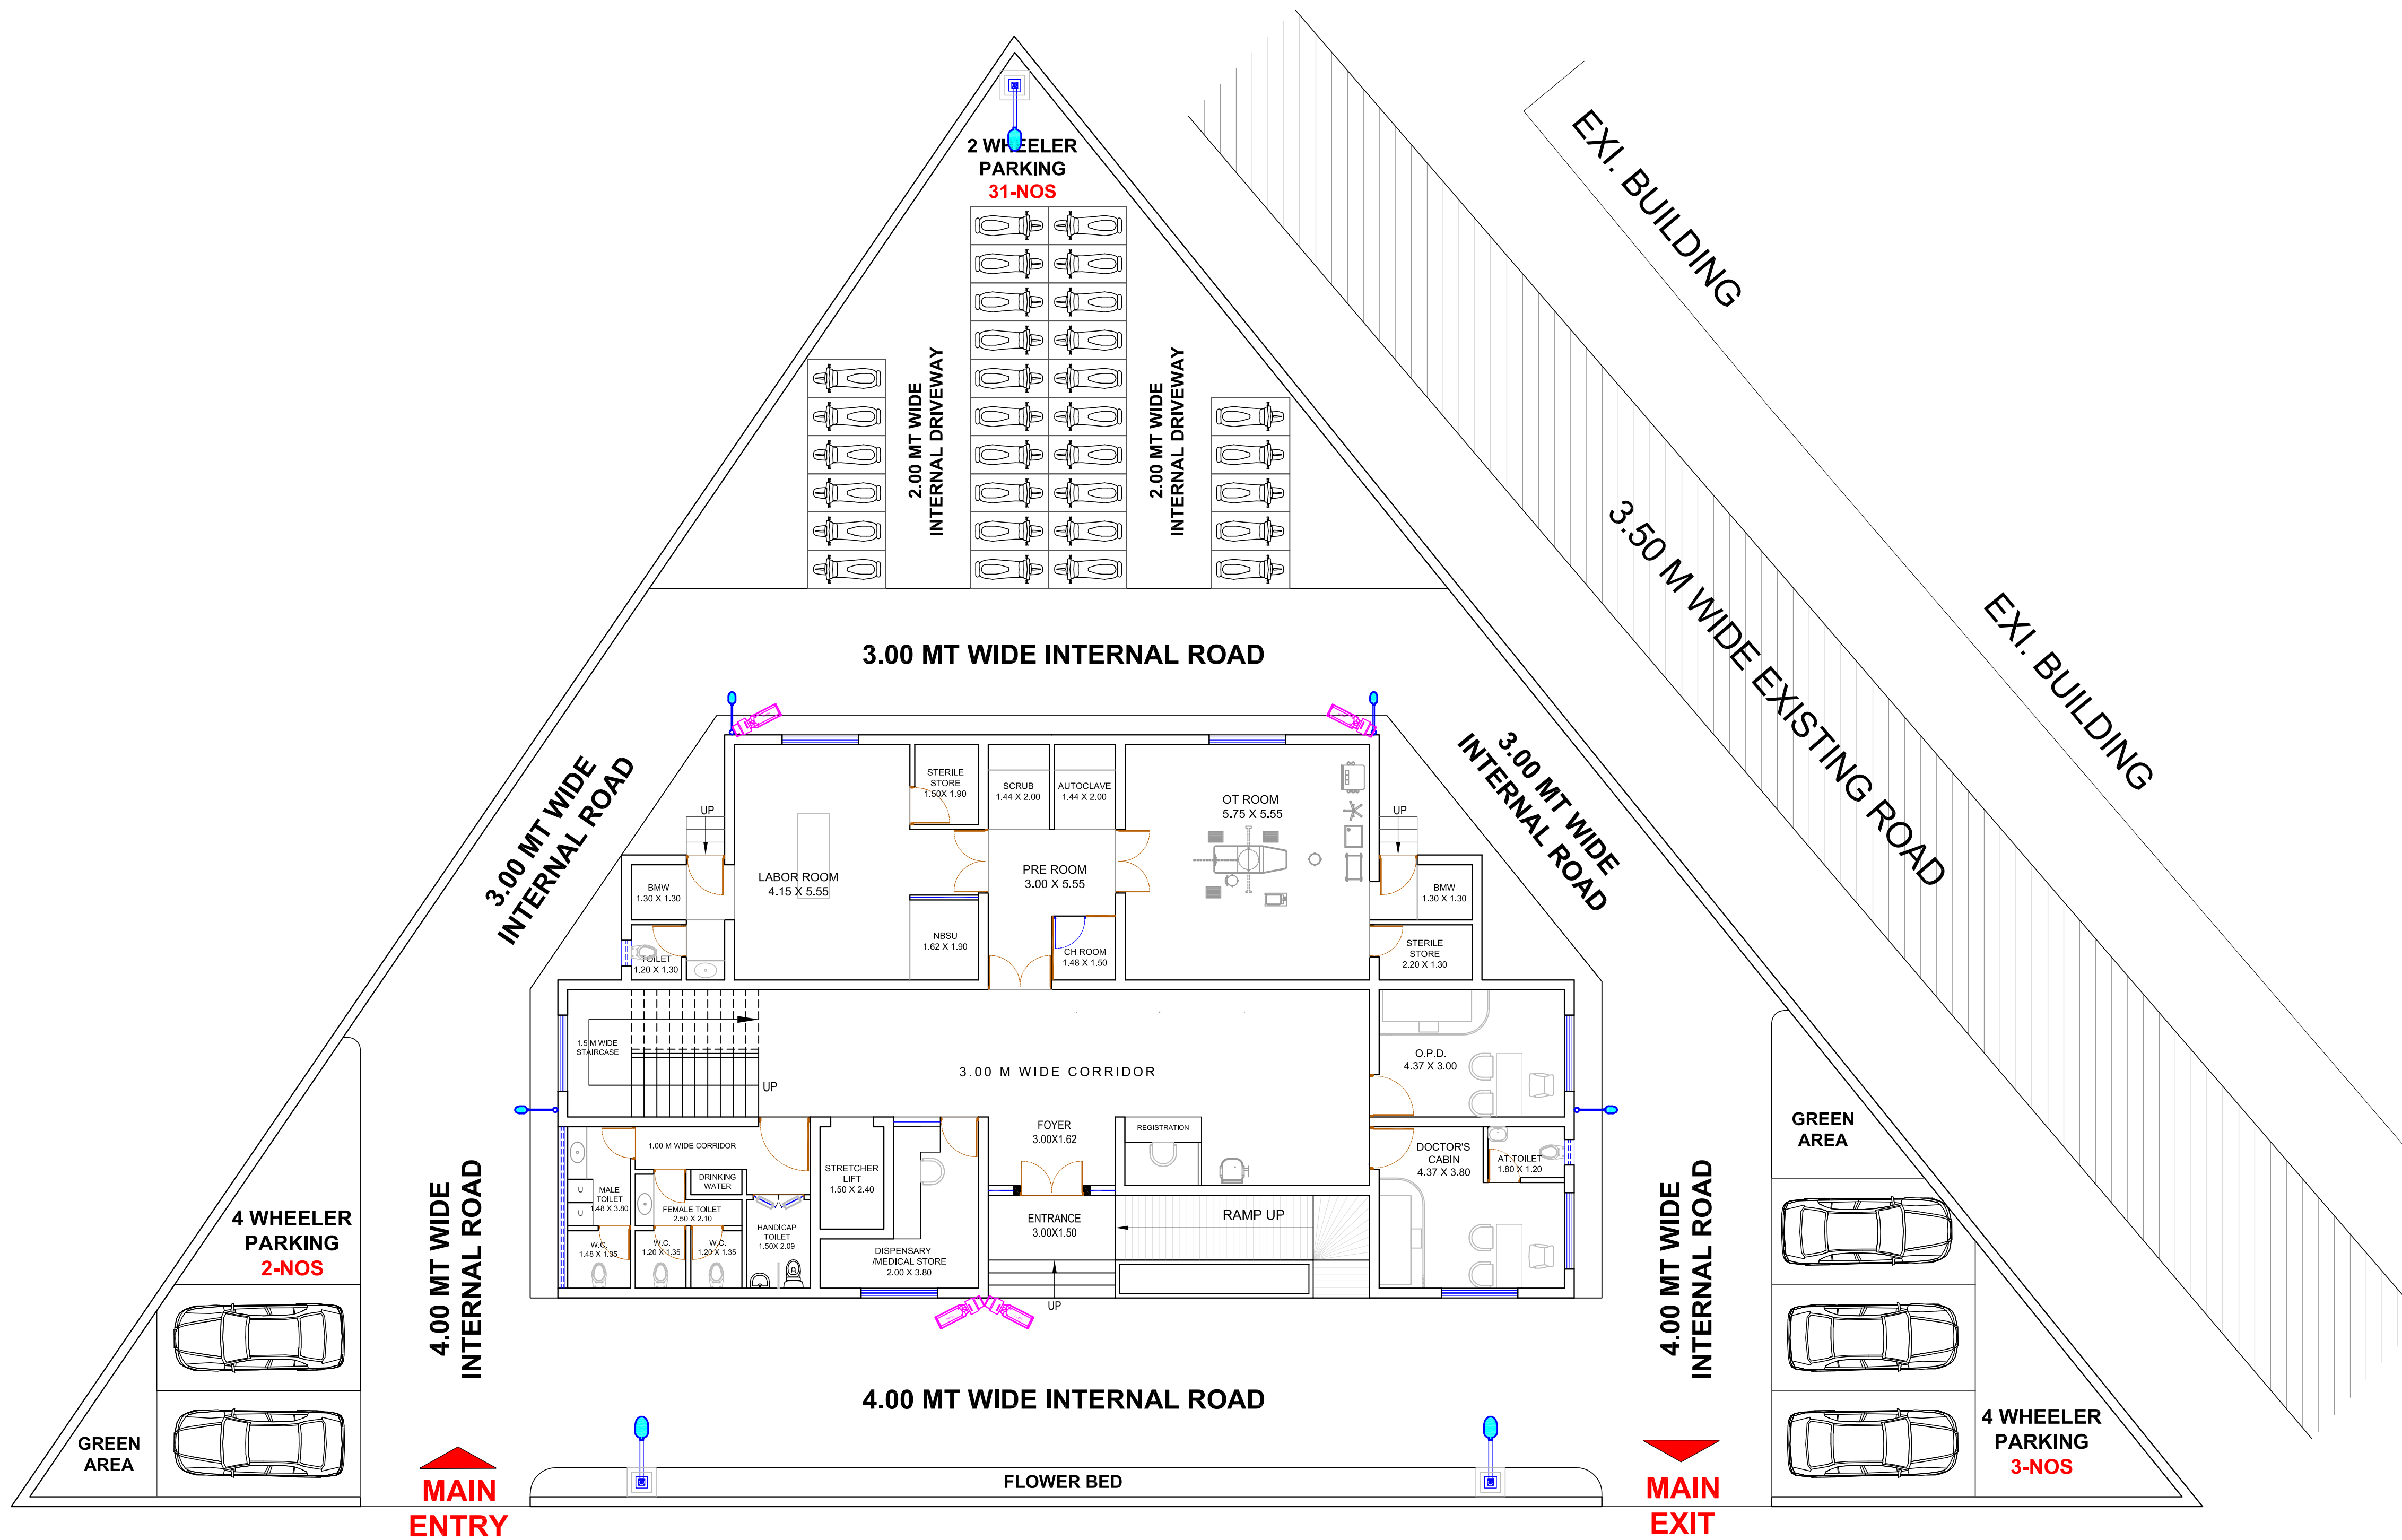 EXI. BUILDING
2 WHEELER
PARKING
31-NOS
2.00 MT WIDE
INTERNAL DRIVEWAY
2.00 MT WIDE
INTERNAL DRIVEWAY
3.50 M WIDE EXISTING ROAD
EXI. BUILDING
3.00 MT WIDE INTERNAL ROAD
3.00 MT WIDE
INTERNAL ROAD
3.00 MT WIDE
INTERNAL ROAD
STERILE
STORE
1.50X 1.90
SCRUB
1.44 X 2.00
AUTOCLAVE
1.44 X 2.00
OT ROOM
5.75 X 5.55
UP
UP
LABOR ROOM
4.15 X 5.55
PRE ROOM
3.00 X 5.55
BMW
1.30 X 1.30
BMW
1.30 X 1.30
NBSU
1.62 X 1.90
CH ROOM
1.48 X 1.50
TOILET
1.20 X 1.30
STERILE
STORE
2.20 X 1.30
1.5 M WIDE
STAIRCASE
UP
3.00 M WIDE CORRIDOR
O.P.D.
4.37 X 3.00
FOYER
3.00X1.62
REGISTRATION
1.00 M WIDE CORRIDOR
DOCTOR'S
CABIN
4.37 X 3.80
AT.TOILET
1.80 X 1.20
STRETCHER
LIFT
1.50 X 2.40
DRINKING
WATER
U
U
MALE
TOILET
1.48 X 3.80
FEMALE TOILET
2.50 X 2.10
HANDICAP
TOILET
1.50X 2.09
W.C.
1.48 X 1.35
W.C.
1.20 X 1.35
W.C.
1.20 X 1.35
DISPENSARY
/MEDICAL STORE
2.00 X 3.80
ENTRANCE
3.00X1.50
RAMP UP
UP
GREEN
AREA
4 WHEELER
PARKING
2-NOS
4.00 MT WIDE
INTERNAL ROAD
4.00 MT WIDE
INTERNAL ROAD
4.00 MT WIDE INTERNAL ROAD
GREEN
AREA
4 WHEELER
PARKING
3-NOS
FLOWER BED
MAIN
ENTRY
MAIN
EXIT